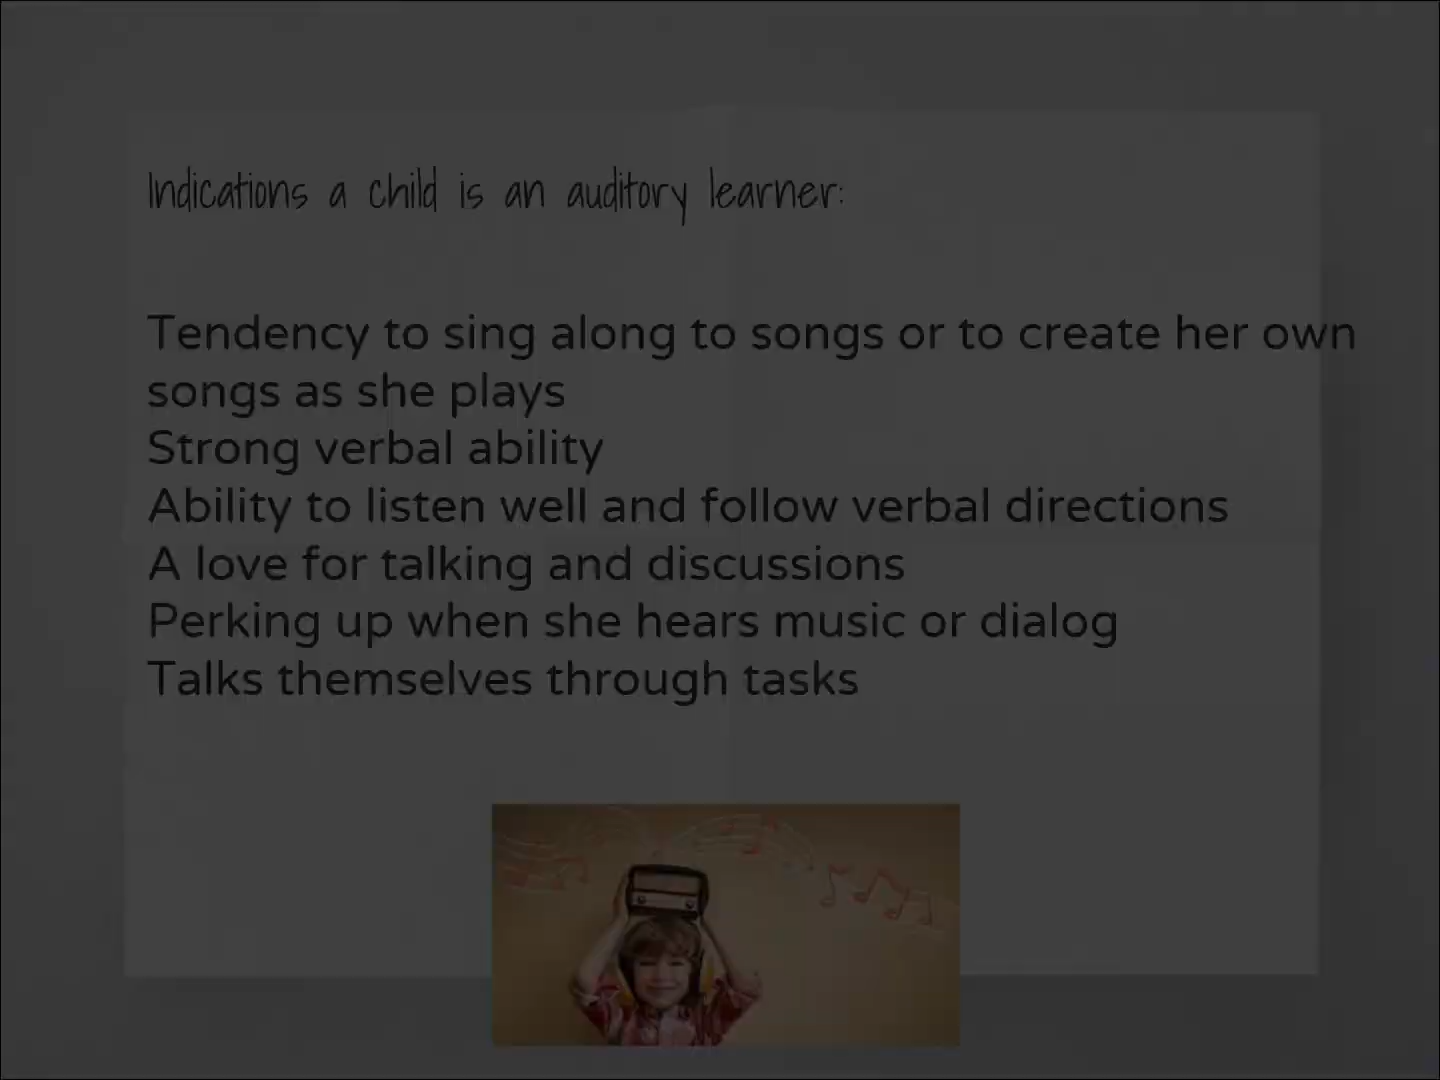 Indications a child is an auditory learner:
Tendency to sing along to songs or to create her own
songs as she plays
Strong verbal ability
Ability to listen well and follow verbal directions
A love for talking and discussions
Perking up when she hears music or dialog
Talks themselves through tasks